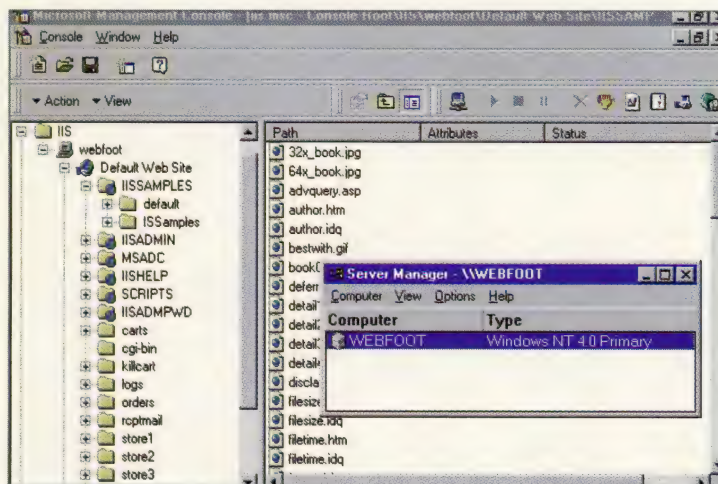 Microsoft Management Console - [iis.msc - Console Root\IIS\webfoot\Default Web Site\IISSAMP
Console Window Help
Action View
IIS
webfoot
Default Web Site
IISSAMPLES
default
ISSamples
IISADMIN
MSADC
IISHELP
SCRIPTS
IISADMPWD
carts
cgi-bin
killcart
logs
orders
rcptmail
store1
store2
store3
Path Attributes Status
32x_book.jpg
64x_book.jpg
advquery.asp
author.htm
author.idq
bestwith.gif
filesize.idq
filetime.htm
filetime.idq
Server Manager - \\WEBFOOT
Computer View Options Help
Computer Type
WEBFOOT Windows NT 4.0 Primary